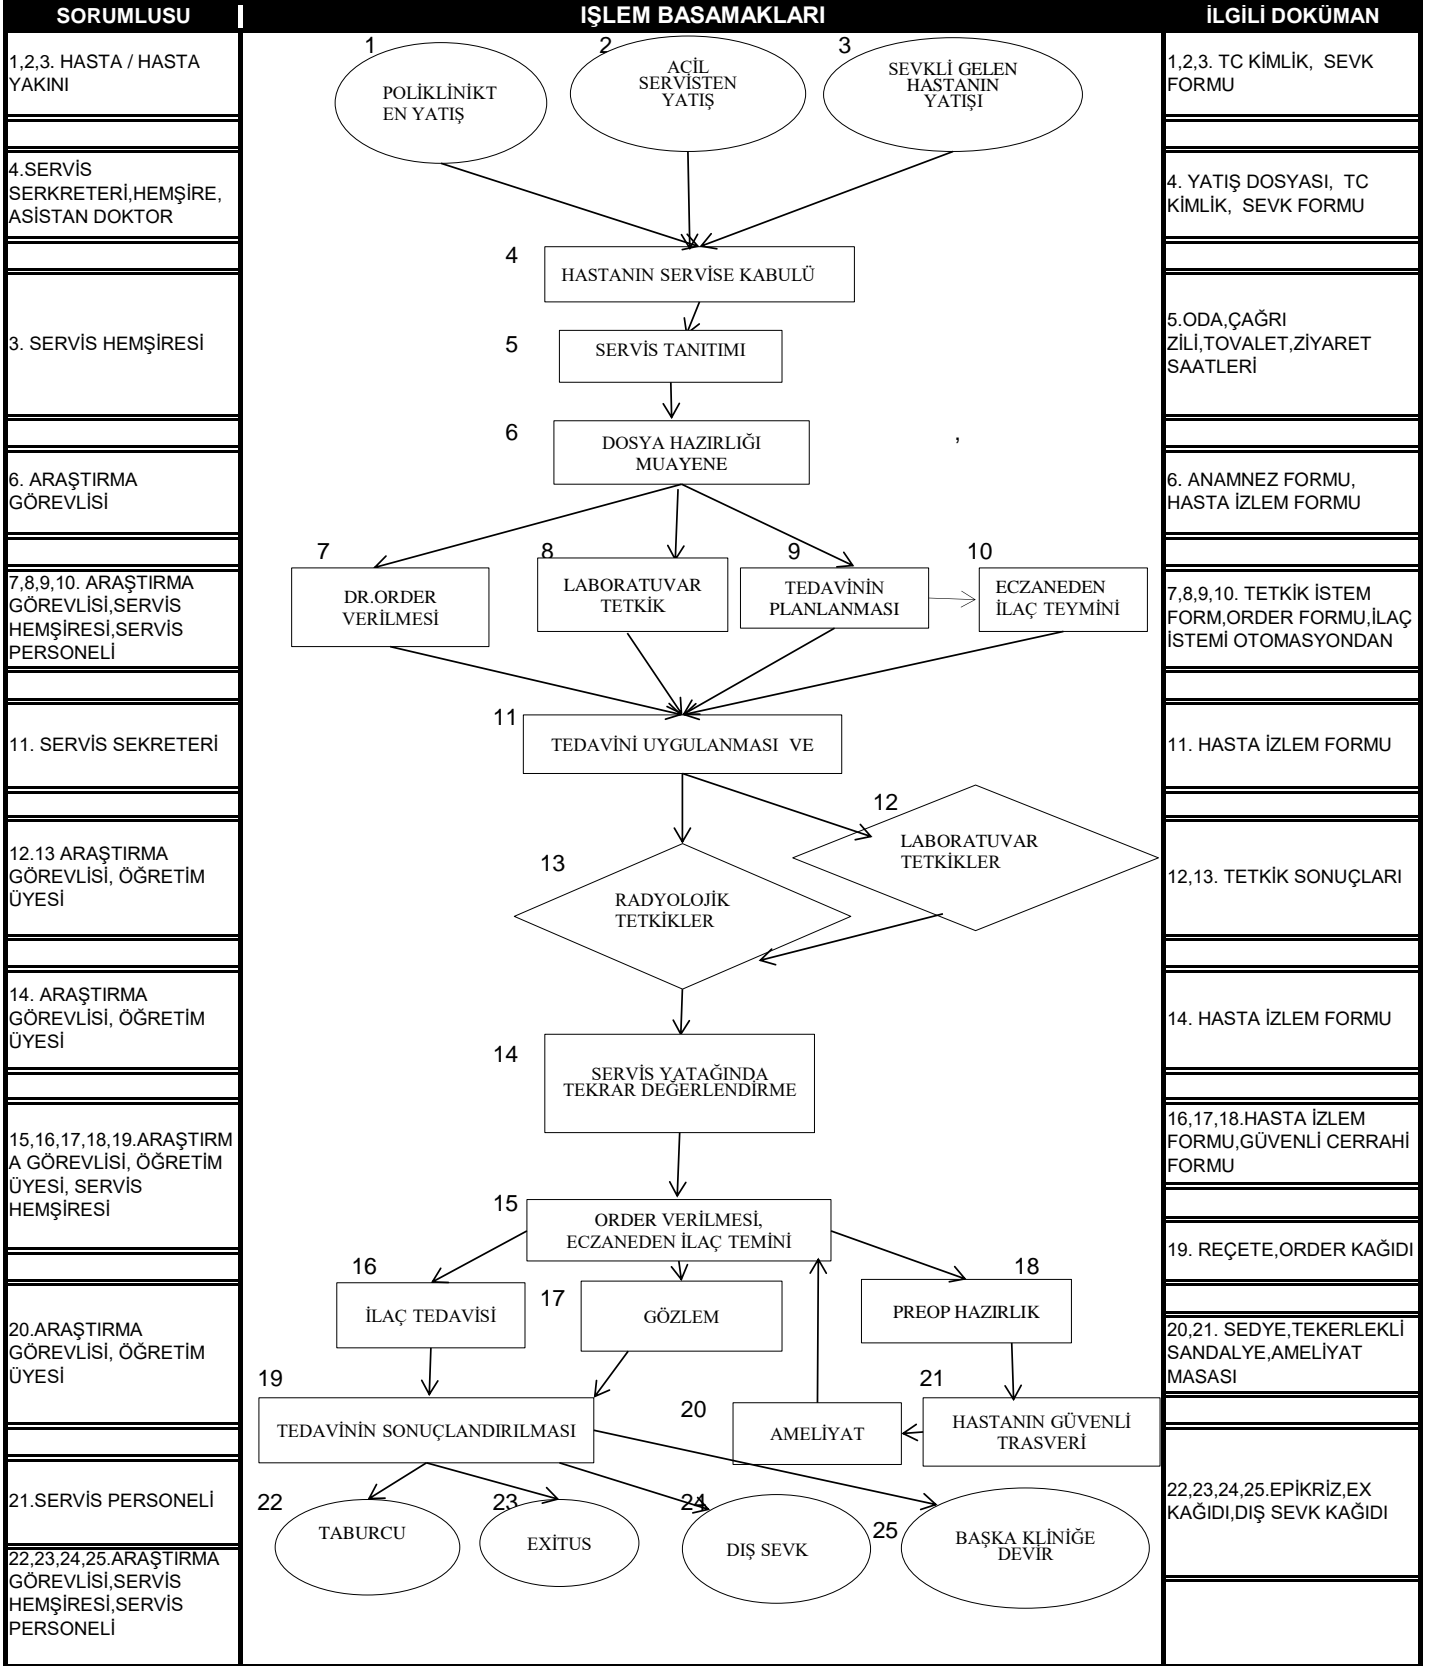 SORUMLUSU
IŞLEM BASAMAKLARI
İLGİLİ DOKÜMAN
1,2,3. HASTA / HASTA
YAKINI
1
POLİKLİNİKT
EN YATIŞ
2
AÇİL
SERVİSTEN
YATIŞ
3
SEVKLİ GELEN
HASTANIN
YATIŞI
1,2,3. TC KİMLİK,  SEVK
FORMU
4.SERVİS
SERKRETERİ,HEMŞİRE,
ASİSTAN DOKTOR
4. YATIŞ DOSYASI,  TC
KİMLİK,  SEVK FORMU
4
HASTANIN SERVİSE KABULÜ
3. SERVİS HEMŞİRESİ
5
SERVİS TANITIMI
5.ODA,ÇAĞRI
ZİLİ,TOVALET,ZİYARET
SAATLERİ
6
DOSYA HAZIRLIĞI
MUAYENE
,
6. ARAŞTIRMA
GÖREVLİSİ
6. ANAMNEZ FORMU,
HASTA İZLEM FORMU
7
DR.ORDER
VERİLMESİ
8
LABORATUVAR
TETKİK
9
TEDAVİNİN
PLANLANMASI
10
ECZANEDEN
İLAÇ TEYMİNİ
7,8,9,10. ARAŞTIRMA
GÖREVLİSİ,SERVİS
HEMŞİRESİ,SERVİS
PERSONELİ
7,8,9,10. TETKİK İSTEM
FORM,ORDER FORMU,İLAÇ
İSTEMİ OTOMASYONDAN
11
TEDAVİNİ UYGULANMASI  VE
11. SERVİS SEKRETERİ
11. HASTA İZLEM FORMU
12
LABORATUVAR
TETKİKLER
13
RADYOLOJİK
TETKİKLER
12.13 ARAŞTIRMA
GÖREVLİSİ, ÖĞRETİM
ÜYESİ
12,13. TETKİK SONUÇLARI
14. ARAŞTIRMA
GÖREVLİSİ, ÖĞRETİM
ÜYESİ
14
SERVİS YATAĞINDA
TEKRAR DEĞERLENDİRME
14. HASTA İZLEM FORMU
15,16,17,18,19.ARAŞTIRM
A GÖREVLİSİ, ÖĞRETİM
ÜYESİ, SERVİS
HEMŞİRESİ
15
ORDER VERİLMESİ,
ECZANEDEN İLAÇ TEMİNİ
16,17,18.HASTA İZLEM
FORMU,GÜVENLİ CERRAHİ
FORMU
19. REÇETE,ORDER KAĞIDI
16
İLAÇ TEDAVİSİ
17
GÖZLEM
18
PREOP HAZIRLIK
20.ARAŞTIRMA
GÖREVLİSİ, ÖĞRETİM
ÜYESİ
20,21. SEDYE,TEKERLEKLİ
SANDALYE,AMELİYAT
MASASI
19
TEDAVİNİN SONUÇLANDIRILMASI
20
AMELİYAT
21
HASTANIN GÜVENLİ
TRASVERİ
21.SERVİS PERSONELİ
22
TABURCU
23
EXİTUS
24
DIŞ SEVK
25
BAŞKA KLİNİĞE
DEVİR
22,23,24,25.EPİKRİZ,EX
KAĞIDI,DIŞ SEVK KAĞIDI
22,23,24,25.ARAŞTIRMA
GÖREVLİSİ,SERVİS
HEMŞİRESİ,SERVİS
PERSONELİ